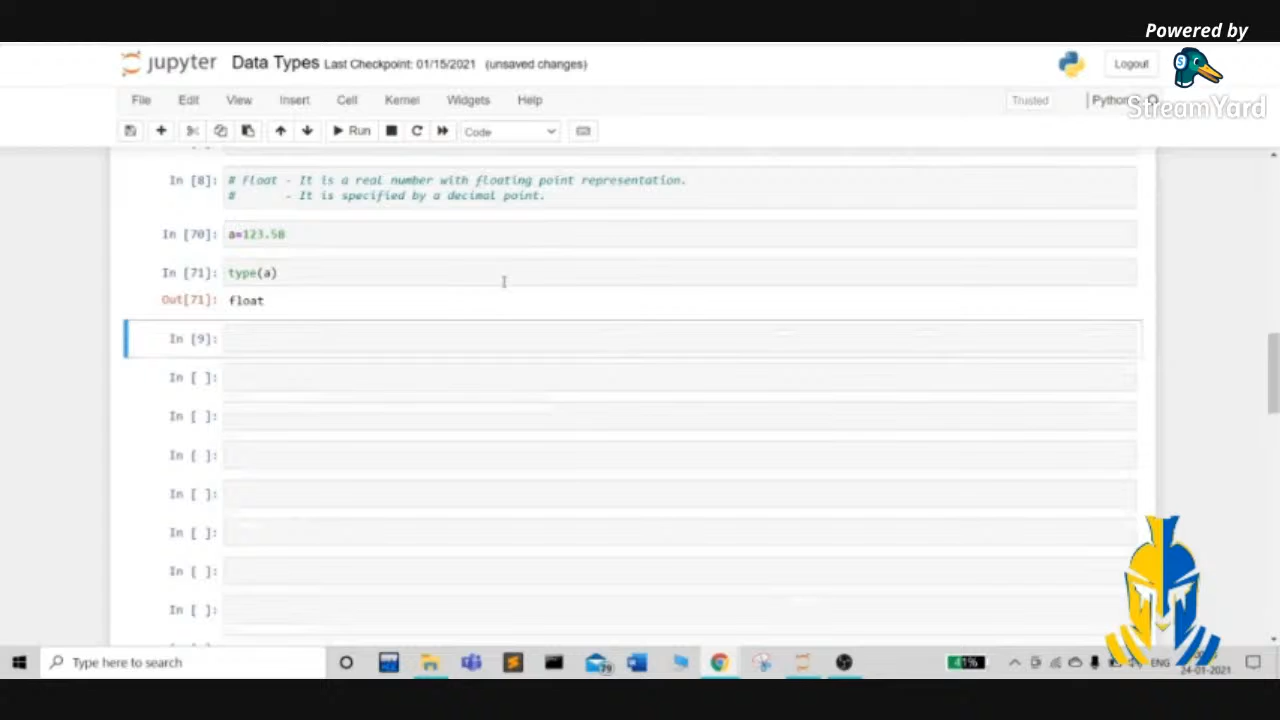 Powered by
StreamYard
jupyter Data Types Last Checkpoint: 01/15/2021 (unsaved changes)
Logout
File Edit View Insert Cell Kernel Widgets Help
Trusted
Python
Run
Code
In [8]: # Float - It is a real number with floating point representation.
# - It is specified by a decimal point.
In [70]: a=123.58
In [71]: type(a)
Out[71]: float
In [9]:
In [ ]:
In [ ]:
In [ ]:
In [ ]:
In [ ]:
In [ ]:
In [ ]:
Type here to search
79
41%
ENG
24-01-2021